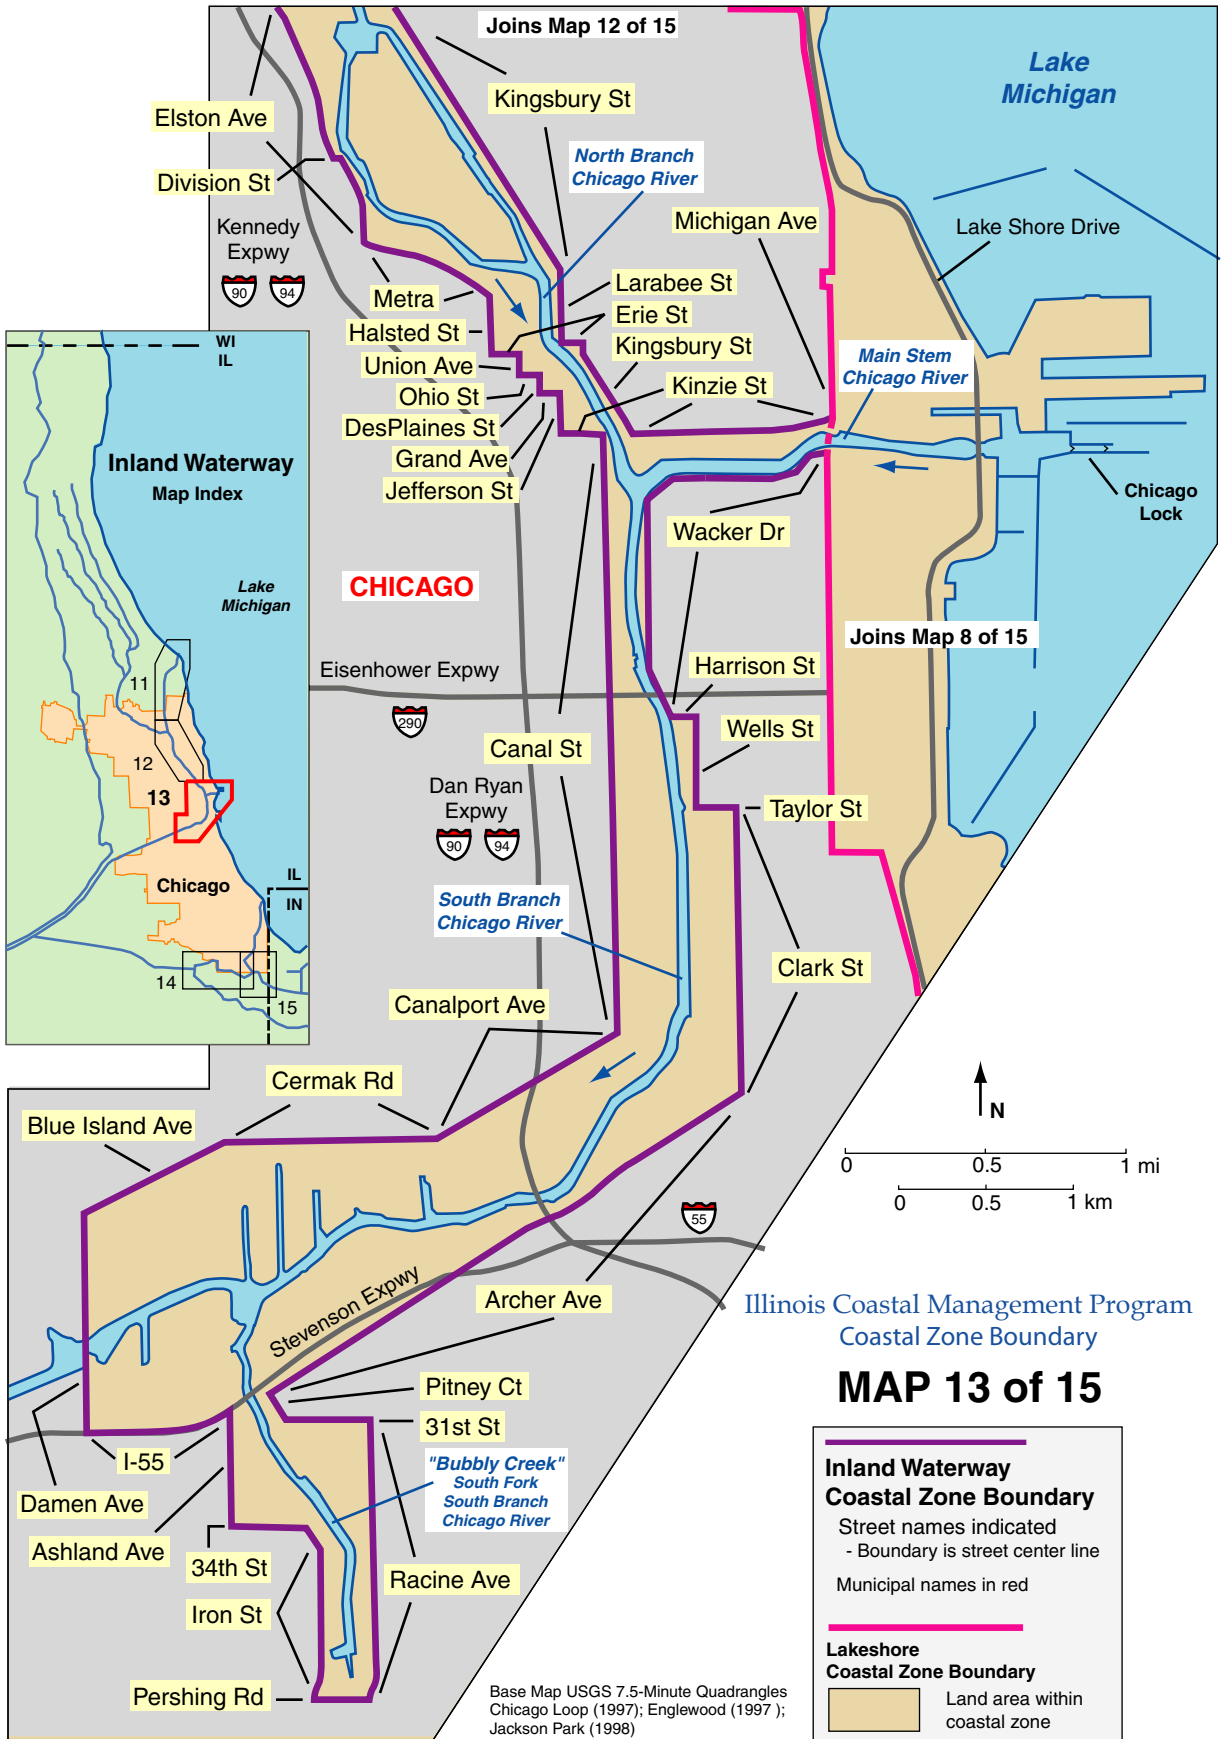 Joins Map 12 of 15
Lake
Michigan
Kingsbury St
Elston Ave
North Branch
Chicago River
Division St
Michigan Ave
Kennedy
Expwy
90
94
Lake Shore Drive
Larabee St
Metra
Erie St
Halsted St
Kingsbury St
Union Ave
Main Stem
Chicago River
Kinzie St
Ohio St
DesPlaines St
Grand Ave
Jefferson St
Chicago
Lock
Wacker Dr
CHICAGO
Joins Map 8 of 15
Eisenhower Expwy
290
Harrison St
Wells St
Canal St
Dan Ryan
Expwy
90
94
Taylor St
South Branch
Chicago River
Clark St
Canalport Ave
Cermak Rd
Blue Island Ave
WI
IL
Inland Waterway
Map Index
Lake
Michigan
11
12
13
Chicago
IL
IN
14
15
N
0
0.5
1 mi
0
0.5
1 km
55
Stevenson Expwy
Archer Ave
Pitney Ct
31st St
I-55
"Bubbly Creek"
South Fork
South Branch
Chicago River
Damen Ave
Ashland Ave
34th St
Racine Ave
Iron St
Pershing Rd
Base Map USGS 7.5-Minute Quadrangles
Chicago Loop (1997); Englewood (1997 );
Jackson Park (1998)
Illinois Coastal Management Program
Coastal Zone Boundary
MAP 13 of 15
Inland Waterway
Coastal Zone Boundary
Street names indicated
- Boundary is street center line
Municipal names in red
Lakeshore
Coastal Zone Boundary
Land area within
coastal zone